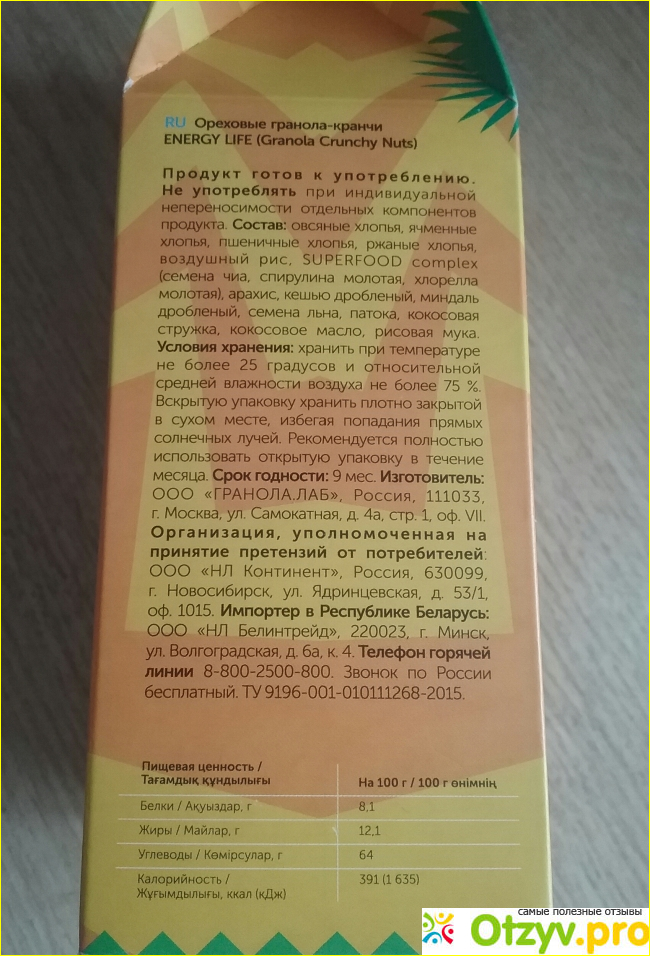 RU Ореховые гранола-кранчи
ENERGY LIFE (Granola Crunchy Nuts)
Продукт готов к употреблению.
Не употреблять при индивидуальной
непереносимости отдельных компонентов
продукта. Состав: овсяные хлопья, ячменные
хлопья, пшеничные хлопья, ржаные хлопья,
воздушный рис, SUPERFOOD complex
(семена чиа, спирулина молотая, хлорелла
молотая), арахис, кешью дробленый, миндаль
дробленый, семена льна, патока, кокосовая
стружка, кокосовое масло, рисовая мука.
Условия хранения: хранить при температуре
не более 25 градусов и относительной
средней влажности воздуха не более 75 %.
Вскрытую упаковку хранить плотно закрытой
в сухом месте, избегая попадания прямых
солнечных лучей. Рекомендуется полностью
использовать открытую упаковку в течение
месяца. Срок годности: 9 мес. Изготовитель:
ООО «ГРАНОЛА.ЛАБ», Россия, 111033,
г. Москва, ул. Самокатная, д. 4а, стр. 1, оф. VII.
Организация, уполномоченная на
принятие претензий от потребителей:
ООО «НЛ Континент», Россия, 630099,
г. Новосибирск, ул. Ядринцевская, д. 53/1,
оф. 1015. Импортер в Республике Беларусь:
ООО «НЛ Белинтрейд», 220023, г. Минск,
ул. Волгоградская, д. 6а, к. 4. Телефон горячей
линии 8-800-2500-800. Звонок по России
бесплатный. ТУ 9196-001-010111268-2015.
Пищевая ценность /
Тағамдық құндылығы На 100 г / 100 г өнімнің
Белки / Ақуыздар, г 8,1
Жиры / Майлар, г 12,1
Углеводы / Көмірсулар, г 64
Калорийность / 391 (1 635)
Жұғымдылығы, ккал (кДж)
самые полезные отзывы
Otzyv.pro